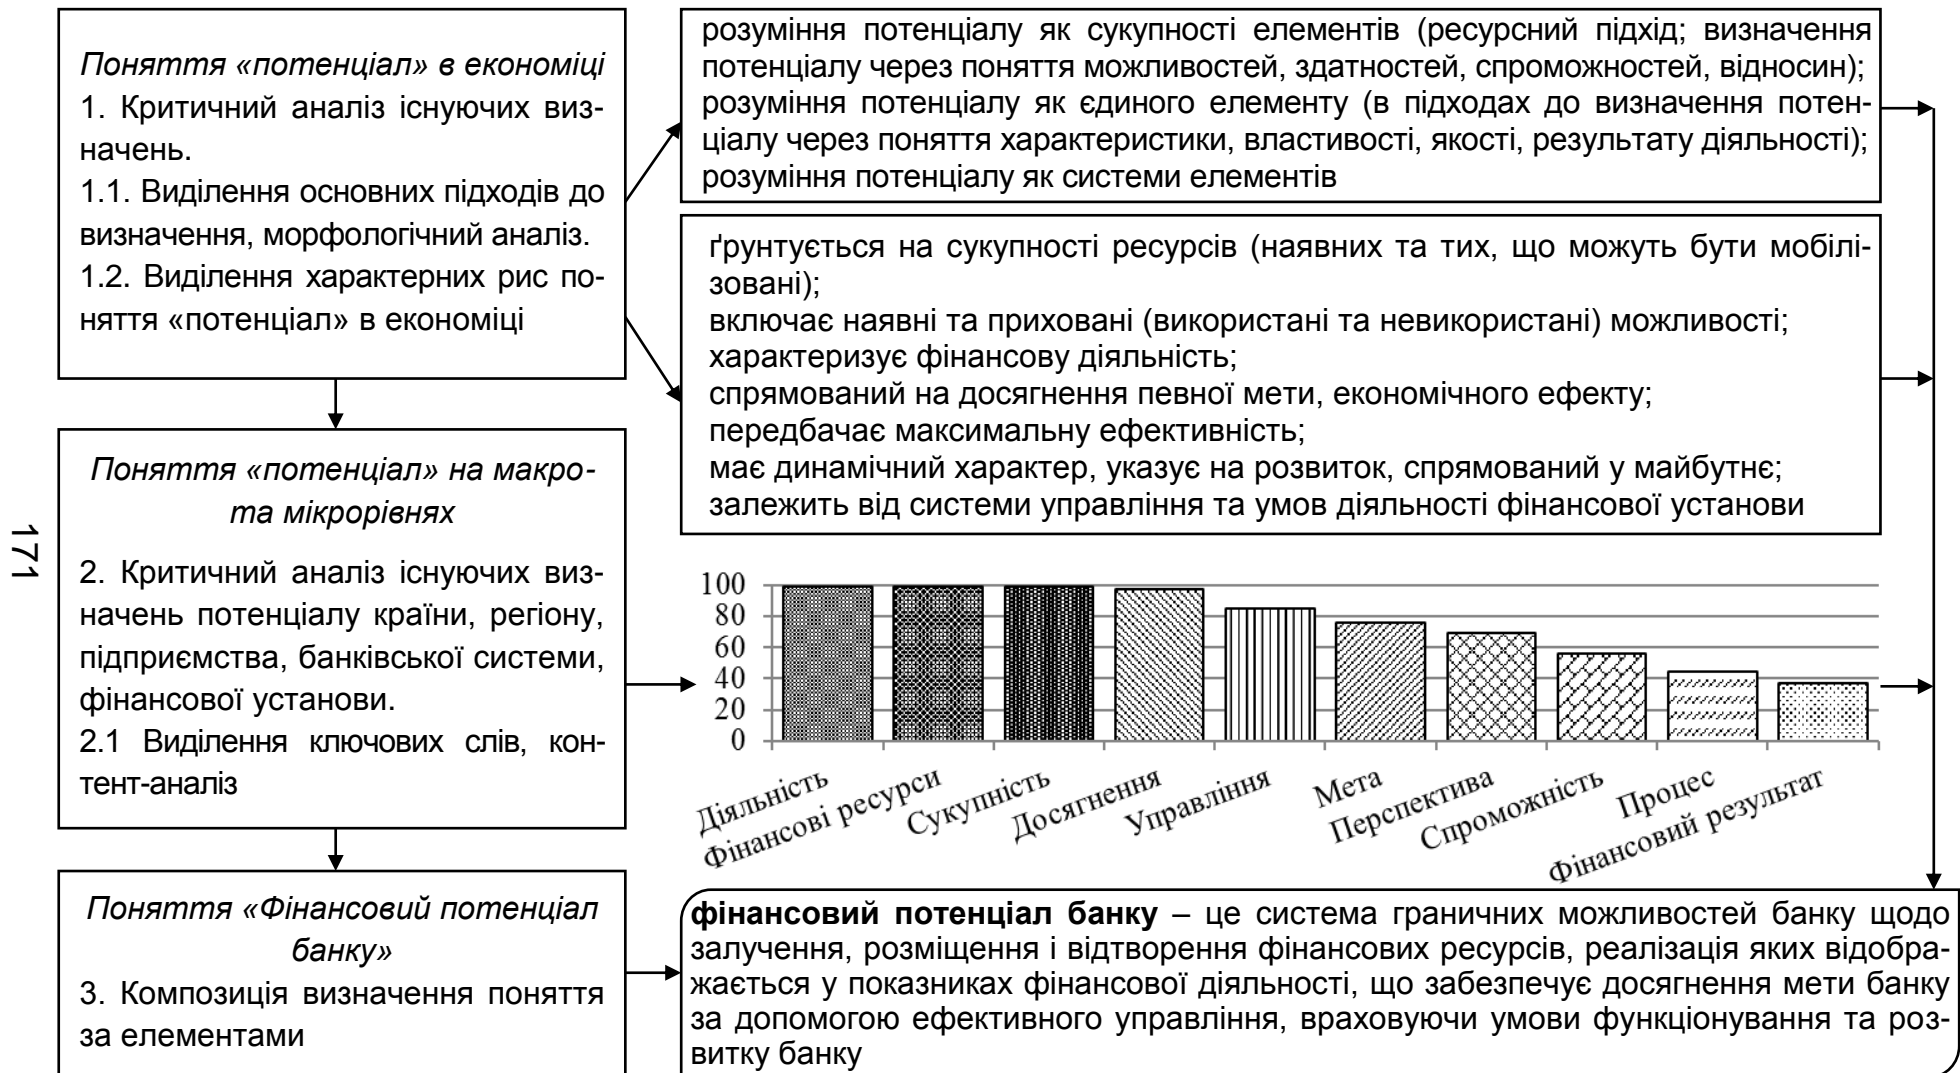 Поняття «потенціал» в економіці
1. Критичний аналіз існуючих виз-
начень.
1.1. Виділення основних підходів до
визначення, морфологічний аналіз.
1.2. Виділення характерних рис по-
няття «потенціал» в економіці
розуміння потенціалу як сукупності елементів (ресурсний підхід; визначення
потенціалу через поняття можливостей, здатностей, спроможностей, відносин);
розуміння потенціалу як єдиного елементу (в підходах до визначення потен-
ціалу через поняття характеристики, властивості, якості, результату діяльності);
розуміння потенціалу як системи елементів
ґрунтується на сукупності ресурсів (наявних та тих, що можуть бути мобілі-
зовані);
включає наявні та приховані (використані та невикористані) можливості;
характеризує фінансову діяльність;
спрямований на досягнення певної мети, економічного ефекту;
передбачає максимальну ефективність;
має динамічний характер, указує на розвиток, спрямований у майбутнє;
залежить від системи управління та умов діяльності фінансової установи
Поняття «потенціал» на макро-
та мікрорівнях
2. Критичний аналіз існуючих виз-
начень потенціалу країни, регіону,
підприємства, банківської системи,
фінансової установи.
2.1 Виділення ключових слів, кон-
тент-аналіз
171
100
80
60
40
20
0
Діяльність
Фінансові ресурси
Сукупність
Досягнення
Управління
Мета
Перспектива
Спроможність
Процес
Фінансовий результат
Поняття «Фінансовий потенціал
банку»
3. Композиція визначення поняття
за елементами
фінансовий потенціал банку – це система граничних можливостей банку щодо
залучення, розміщення і відтворення фінансових ресурсів, реалізація яких відобра-
жається у показниках фінансової діяльності, що забезпечує досягнення мети банку
за допомогою ефективного управління, враховуючи умови функціонування та роз-
витку банку